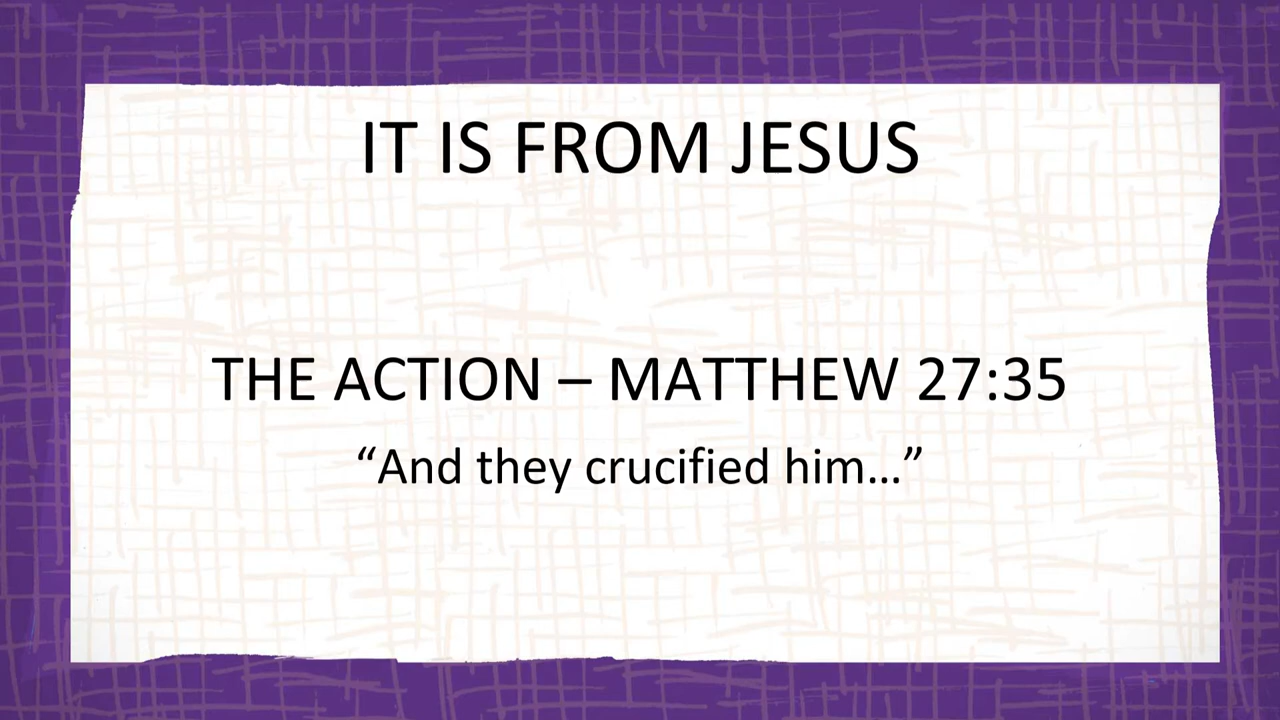 IT IS FROM JESUS
THE ACTION – MATTHEW 27:35
“And they crucified him…”